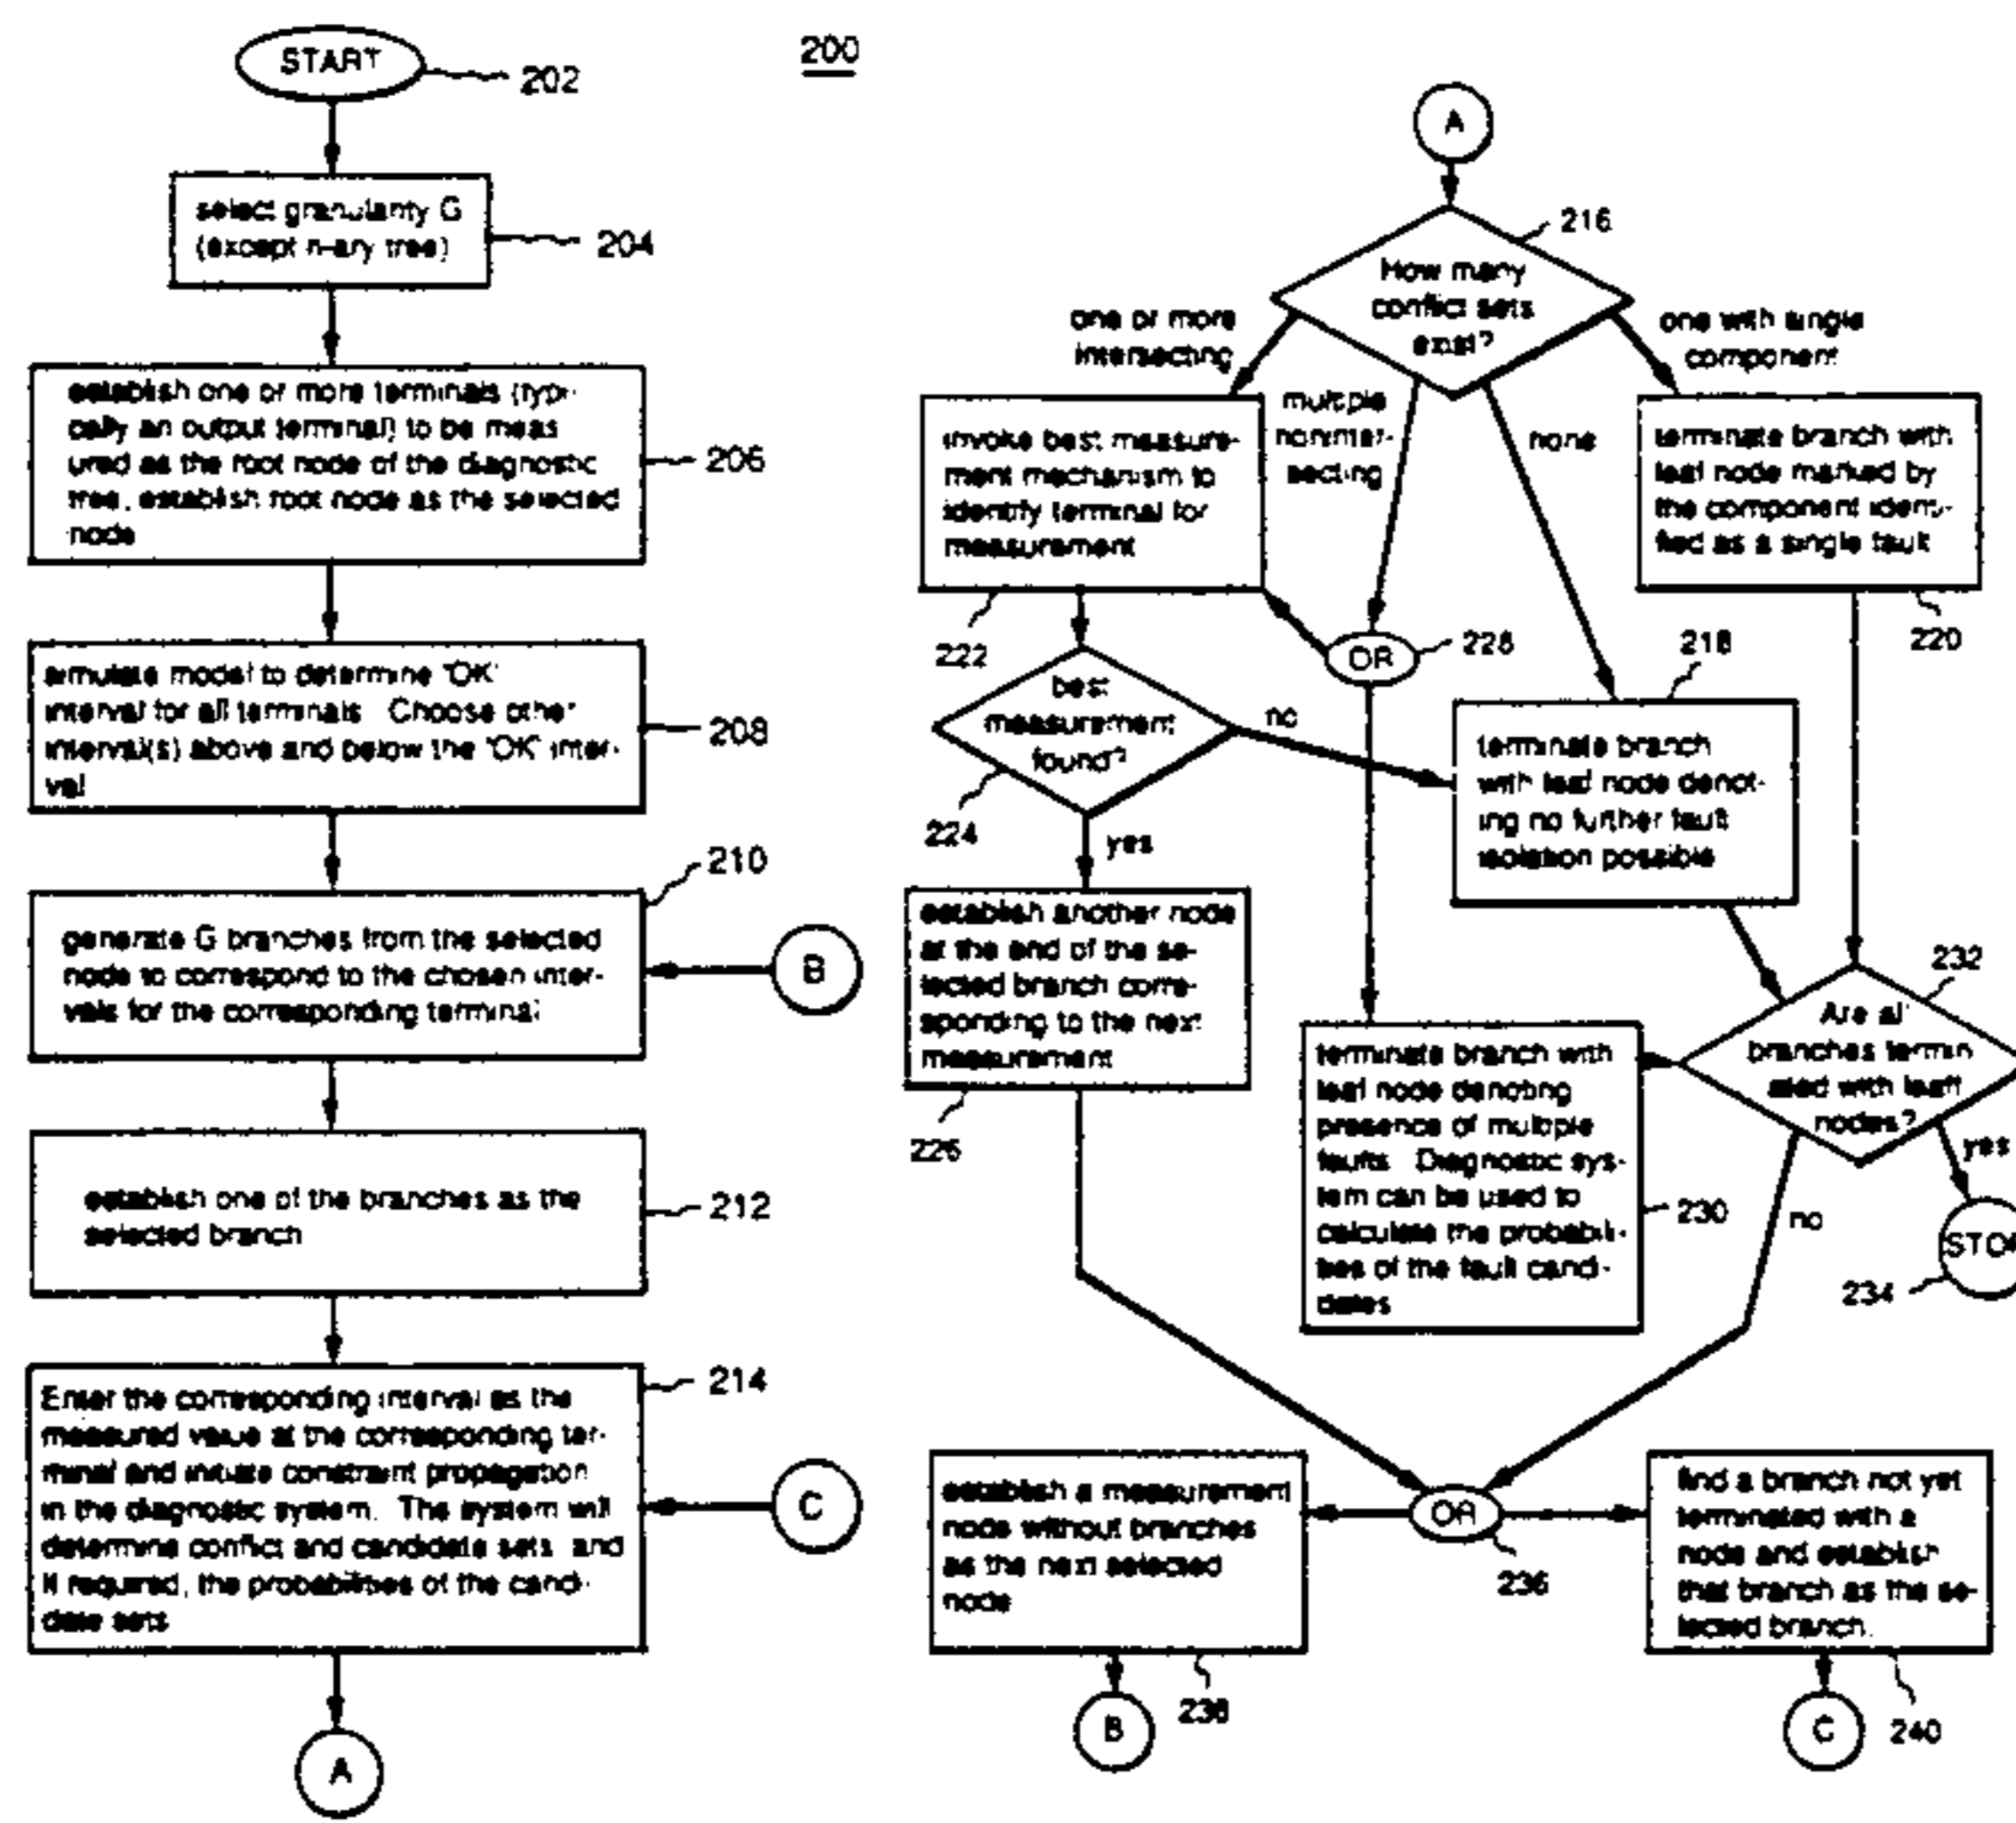 200
START
202
select granularity G
(except n-ary tree)
204
establish one or more terminals (typi-
cally an output terminal) to be meas
ured as the root node of the diagnostic
tree, establish root node as the selected
node
206
simulate model to determine 'OK'
interval for all terminals. Choose other
interval(s) above and below the 'OK' inter-
val
208
210
generate G branches from the selected
node to correspond to the chosen inter-
vals for the corresponding terminal
B
establish one of the branches as the
selected branch
212
214
Enter the corresponding interval as the
measured value at the corresponding ter-
minal and initiate constraint propagation
in the diagnostic system. The system will
determine conflict and candidate sets and
if required, the probabilities of the candi-
date sets
C
A
A
216
How many
conflict sets
exist?
one or more
intersecting
multiple
noninter-
secting
none
one with single
component
invoke best measure-
ment mechanism to
identify terminal for
measurement
222
terminate branch with
leaf node marked by
the component identi-
fied as a single fault
220
OR
228
218
best
measurement
found?
224
no
yes
terminate branch
with leaf node denot-
ing no further fault
isolation possible
establish another node
at the end of the se-
lected branch corre-
sponding to the next
measurement
226
terminate branch with
leaf node denoting
presence of multiple
faults. Diagnostic sys-
tem can be used to
calculate the probabili-
ties of the fault candi-
dates
230
232
Are all
branches termin
ated with leaff
nodes?
yes
no
STOP
234
establish a measurement
node without branches
as the next selected
node
238
B
OR
236
find a branch not yet
terminated with a
node and establish
that branch as the se-
lected branch.
240
C